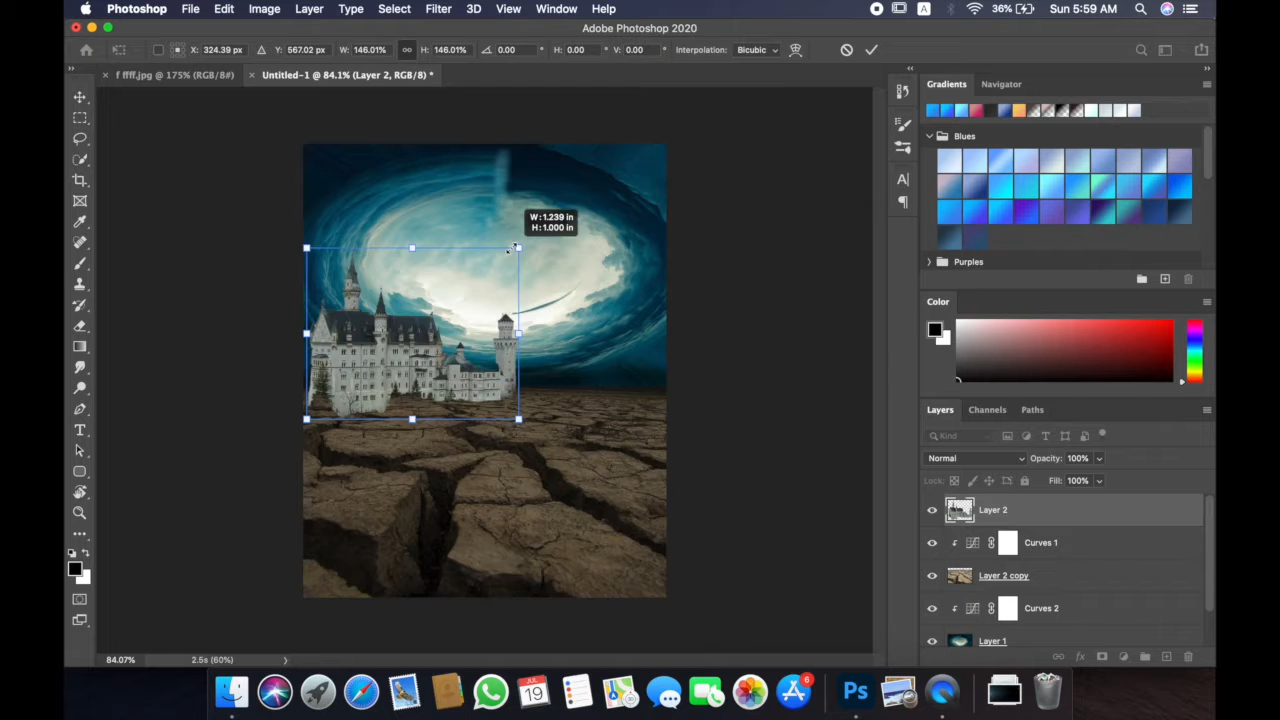 Photoshop File Edit Image Layer Type Select Filter 3D View Window Help A 36% Sun 5:59 AM
Adobe Photoshop 2020
X: 324.39 px Y: 567.02 px W: 146.01% H: 146.01% 0.00 ° H: 0.00 ° V: 0.00 ° Interpolation: Bicubic
× f ffff.jpg @ 175% (RGB/8#) × Untitled-1 @ 84.1% (Layer 2, RGB/8) *
Gradients Navigator
Blues
W: 1.239 in
H: 1.000 in
Purples
Color
Layers Channels Paths
Kind
Normal Opacity: 100%
Lock: Fill: 100%
Layer 2
Curves 1
Layer 2 copy
Curves 2
Layer 1
84.07% 2.5s (60%)
JUL
19
6
Ps